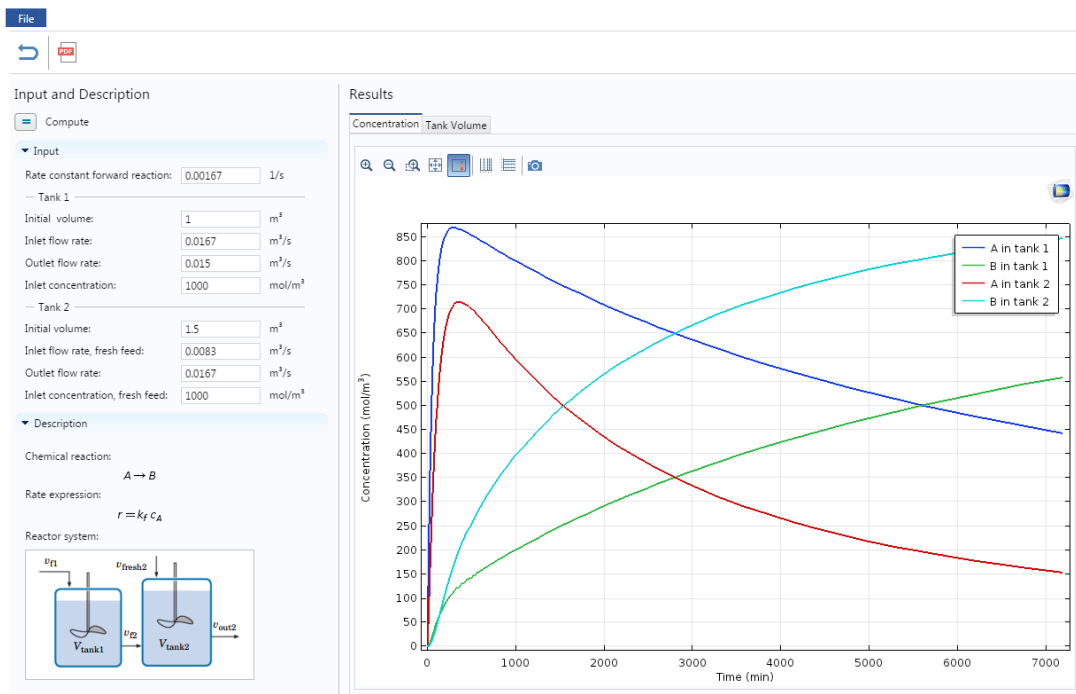 File
PDF
Input and Description
= Compute
Input
Rate constant forward reaction: 0.00167 1/s
Tank 1
Initial volume: 1 m³
Inlet flow rate: 0.0167 m³/s
Outlet flow rate: 0.015 m³/s
Inlet concentration: 1000 mol/m³
Tank 2
Initial volume: 1.5 m³
Inlet flow rate, fresh feed: 0.0083 m³/s
Outlet flow rate: 0.0167 m³/s
Inlet concentration, fresh feed: 1000 mol/m³
Description
Chemical reaction:
A → B
Rate expression:
r = k_f c_A
Reactor system:
v_f1
v_fresh2
v_f2
v_out2
V_tank1
V_tank2
Results
Concentration Tank Volume
850
800
750
700
650
600
550
500
450
400
350
300
250
200
150
100
50
0
Concentration (mol/m³)
A in tank 1
B in tank 1
A in tank 2
B in tank 2
0 1000 2000 3000 4000 5000 6000 7000
Time (min)